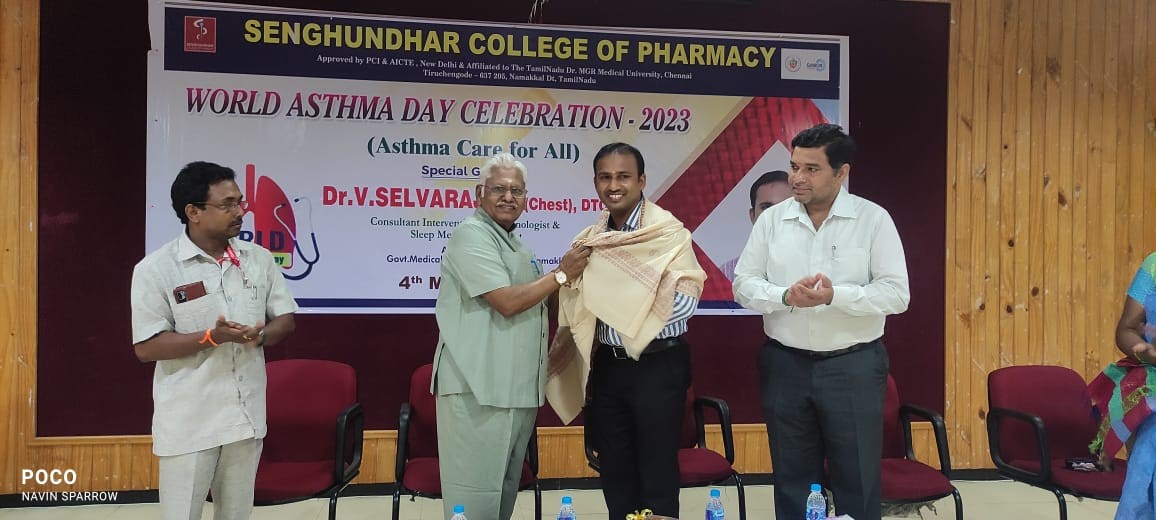 SENGHUNDHAR COLLEGE OF PHARMACY
Approved by PCI & AICTE , New Delhi & Affiliated to The TamilNadu Dr. MGR Medical University, Chennai
Tiruchengode – 637 205, Namakkal Dt, TamilNadu
WORLD ASTHMA DAY CELEBRATION - 2023
(Asthma Care for All)
Special G
Dr.V.SELVARA (Chest), DTC
Consultant Interven nologist &
Sleep Me
Govt.Medical
4th M
POCO
NAVIN SPARROW